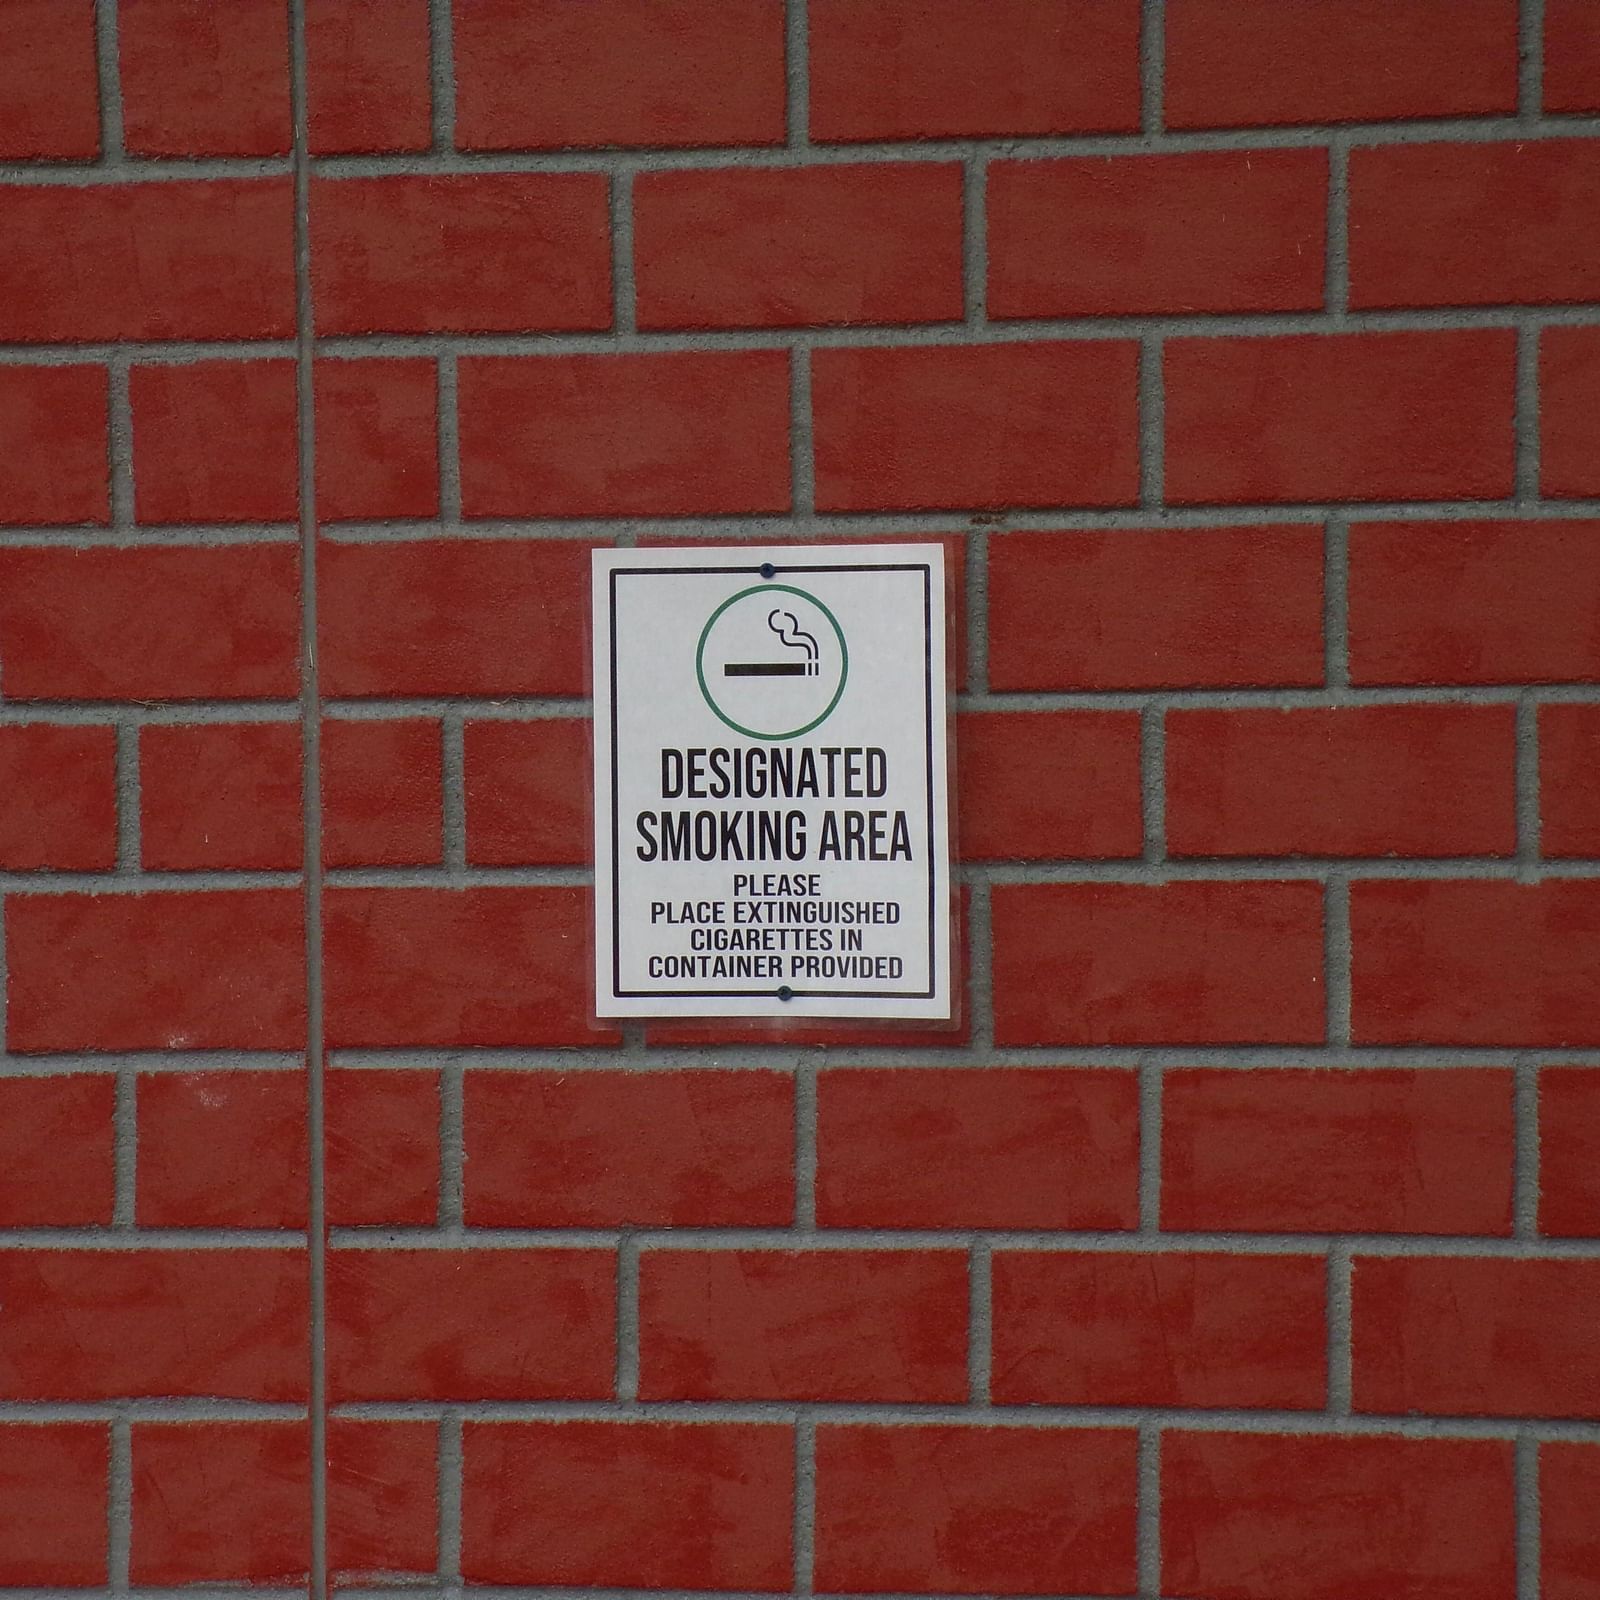 DESIGNATED
SMOKING AREA
PLEASE
PLACE EXTINGUISHED
CIGARETTES IN
CONTAINER PROVIDED